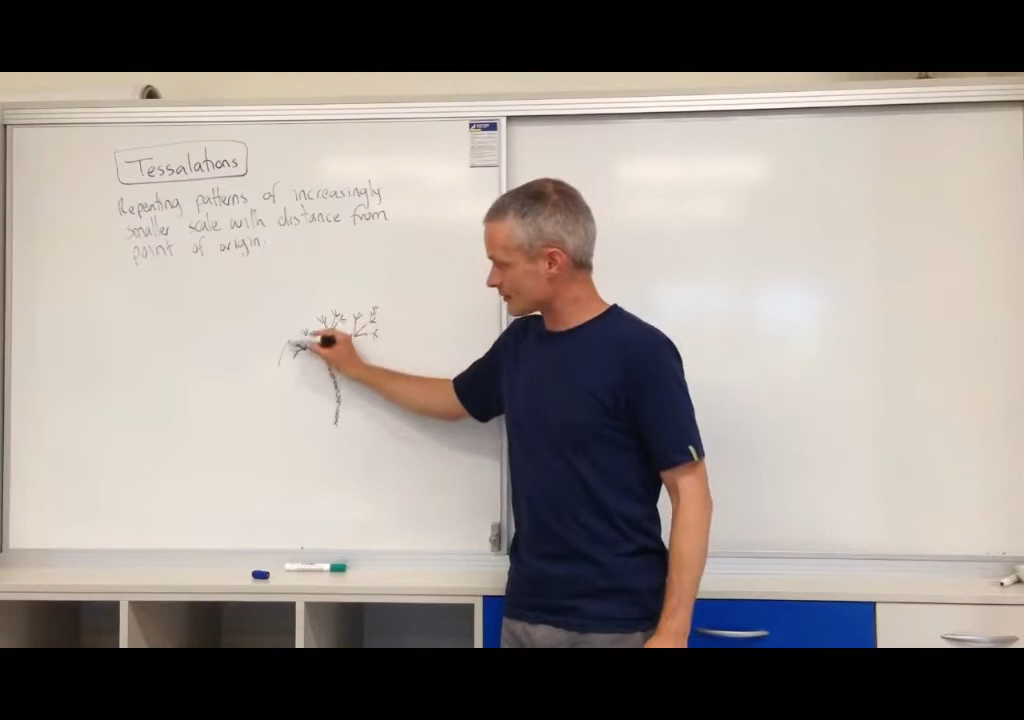 Tessalations
Repeating patterns of increasingly
smaller scale with distance from
point of origin.